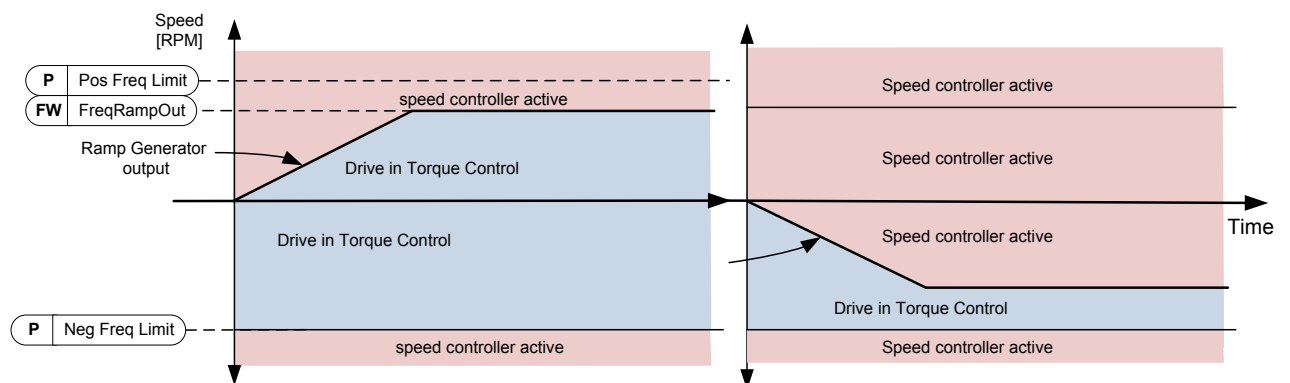 Speed
[RPM]
P Pos Freq Limit
FW FreqRampOut
speed controller active
Ramp Generator
output
Drive in Torque Control
Drive in Torque Control
P Neg Freq Limit
speed controller active
Speed controller active
Speed controller active
Time
Speed controller active
Drive in Torque Control
Speed controller active